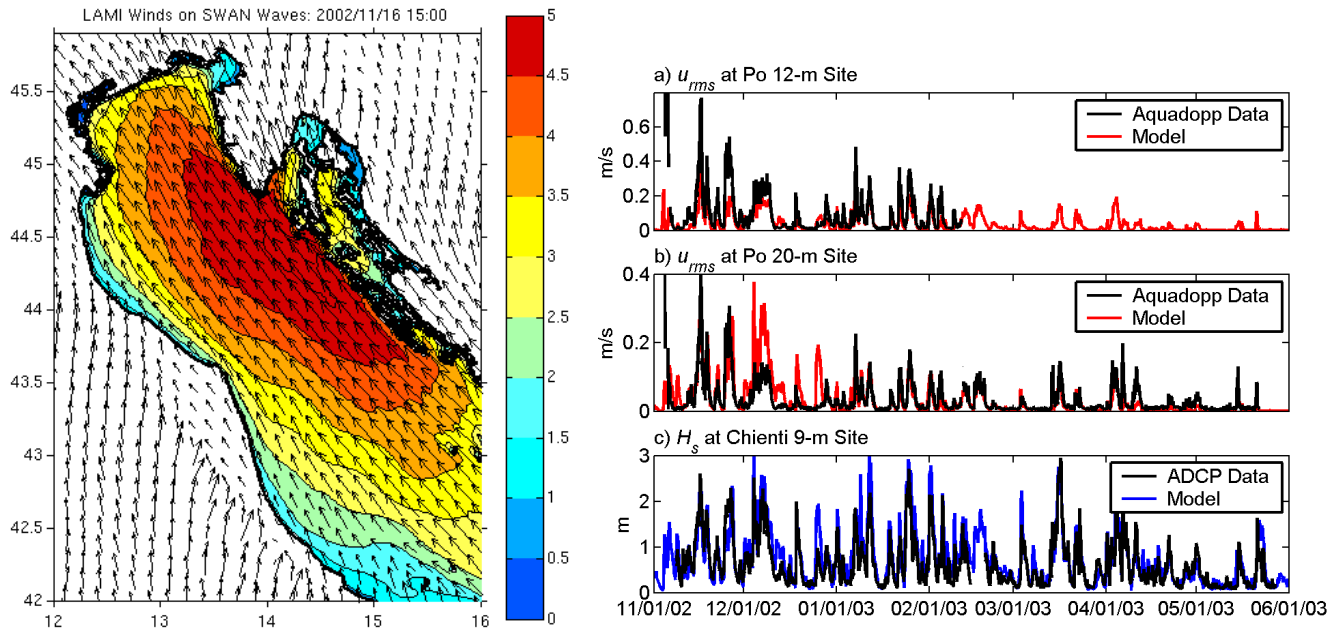 LAMI Winds on SWAN Waves: 2002/11/16 15:00
45.5
45
44.5
44
43.5
43
42.5
42
12
13
14
15
16
5
4.5
4
3.5
3
2.5
2
1.5
1
0.5
0
a) u_rms at Po 12-m Site
Aquadopp Data
Model
0.6
0.4
0.2
0
m/s
b) u_rms at Po 20-m Site
Aquadopp Data
Model
0.4
0.2
0
m/s
c) H_s at Chienti 9-m Site
ADCP Data
Model
3
2
1
0
m
11/01/02 12/01/02 01/01/03 02/01/03 03/01/03 04/01/03 05/01/03 06/01/03